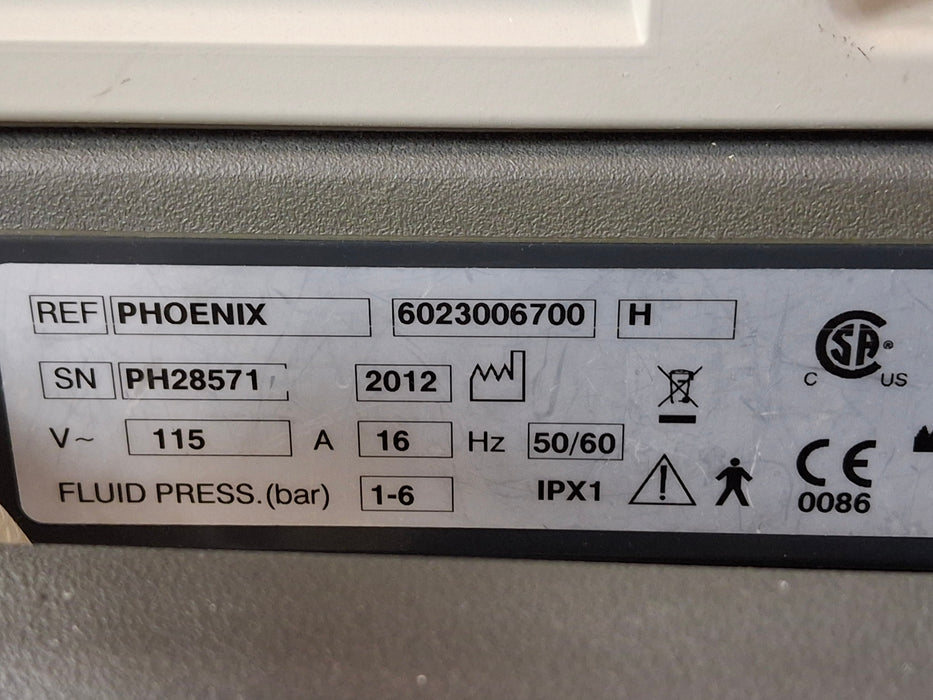 REF PHOENIX 6023006700 H
SN PH28571 2012
V~ 115 A 16 Hz 50/60
FLUID PRESS.(bar) 1-6 IPX1
C SA® US
CE 0086